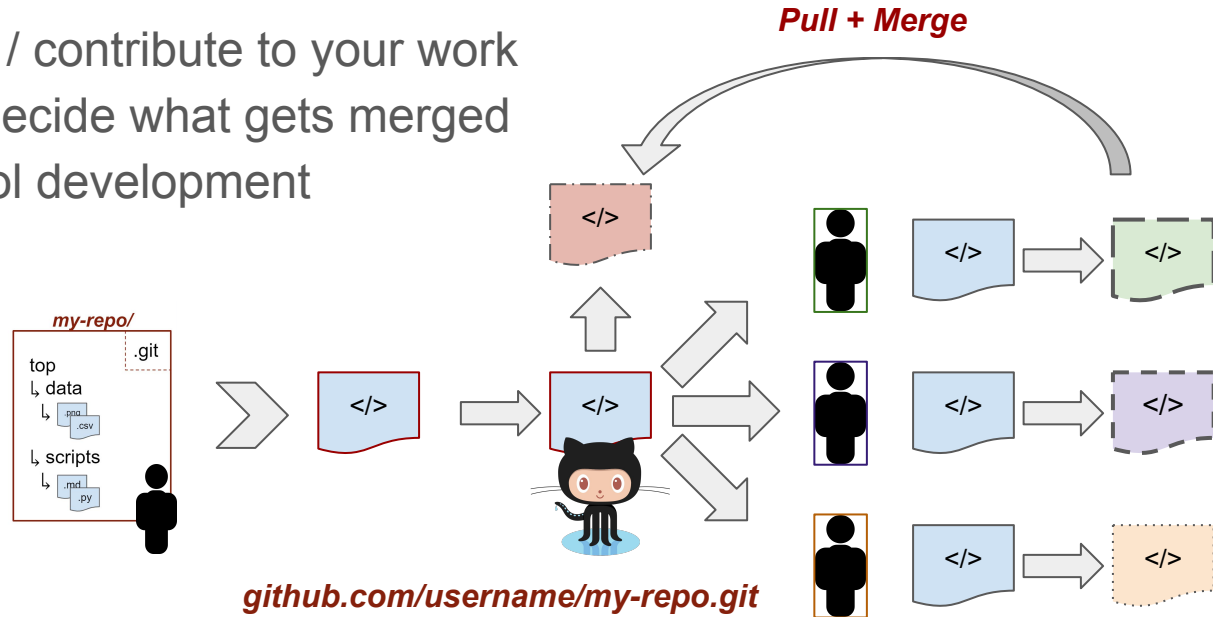 / contribute to your work
ecide what gets merged
ol development
Pull + Merge
</>
</>
</>
my-repo/
.git
top
↳ data
↳ .png
.csv
↳ scripts
↳ .md
.py
</>
</>
</>
</>
</>
</>
github.com/username/my-repo.git